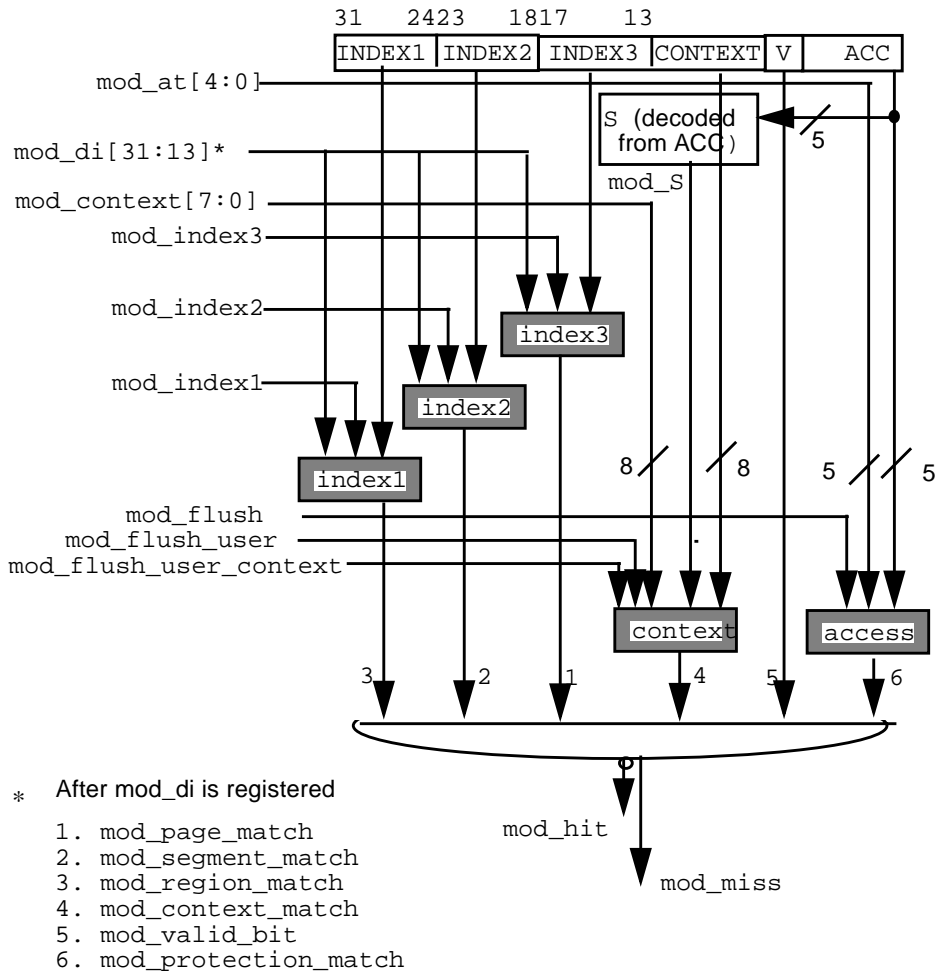 31 2423 1817 13
INDEX1 INDEX2 INDEX3 CONTEXT V ACC
mod_at[4:0]
S (decoded
from ACC)
5
mod_di[31:13]*
mod_S
mod_context[7:0]
mod_index3
mod_index2
index3
mod_index1
index2
8 8 5 5
index1
mod_flush
mod_flush_user
mod_flush_user_context
context access
3 2 1 4 5 6
* After mod_di is registered
mod_hit
1. mod_page_match
2. mod_segment_match
3. mod_region_match
mod_miss
4. mod_context_match
5. mod_valid_bit
6. mod_protection_match